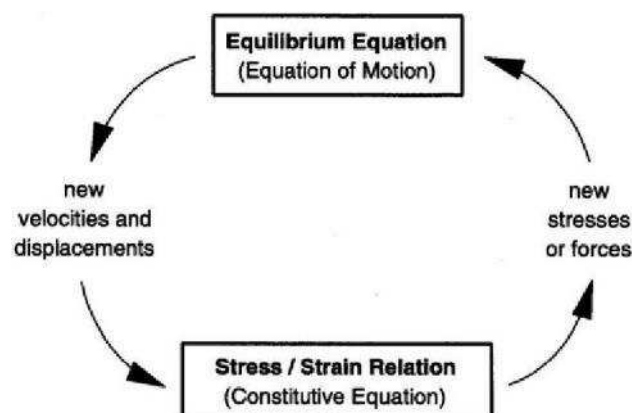 Equilibrium Equation
(Equation of Motion)
new
velocities and
displacements
new
stresses
or forces
Stress / Strain Relation
(Constitutive Equation)